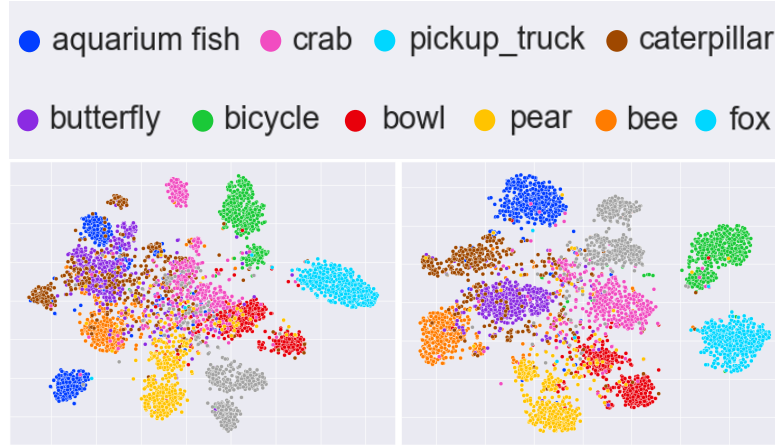 aquarium fish crab pickup_truck caterpillar
butterfly bicycle bowl pear bee fox